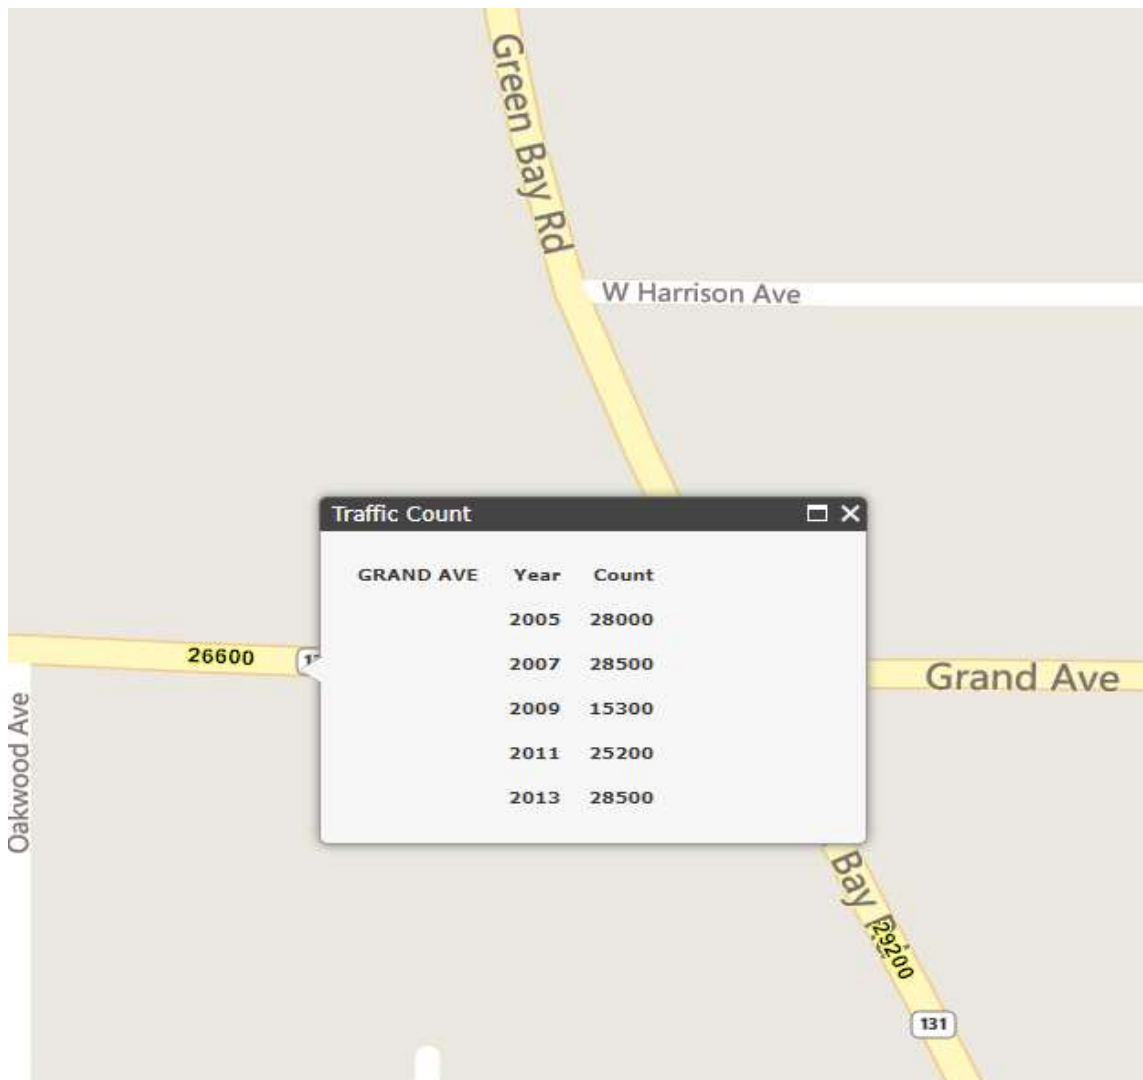 Green Bay Rd
W Harrison Ave
Traffic Count
GRAND AVE Year Count
2005 28000
2007 28500
2009 15300
2011 25200
2013 28500
26600
Grand Ave
Oakwood Ave
Bay
29200
131